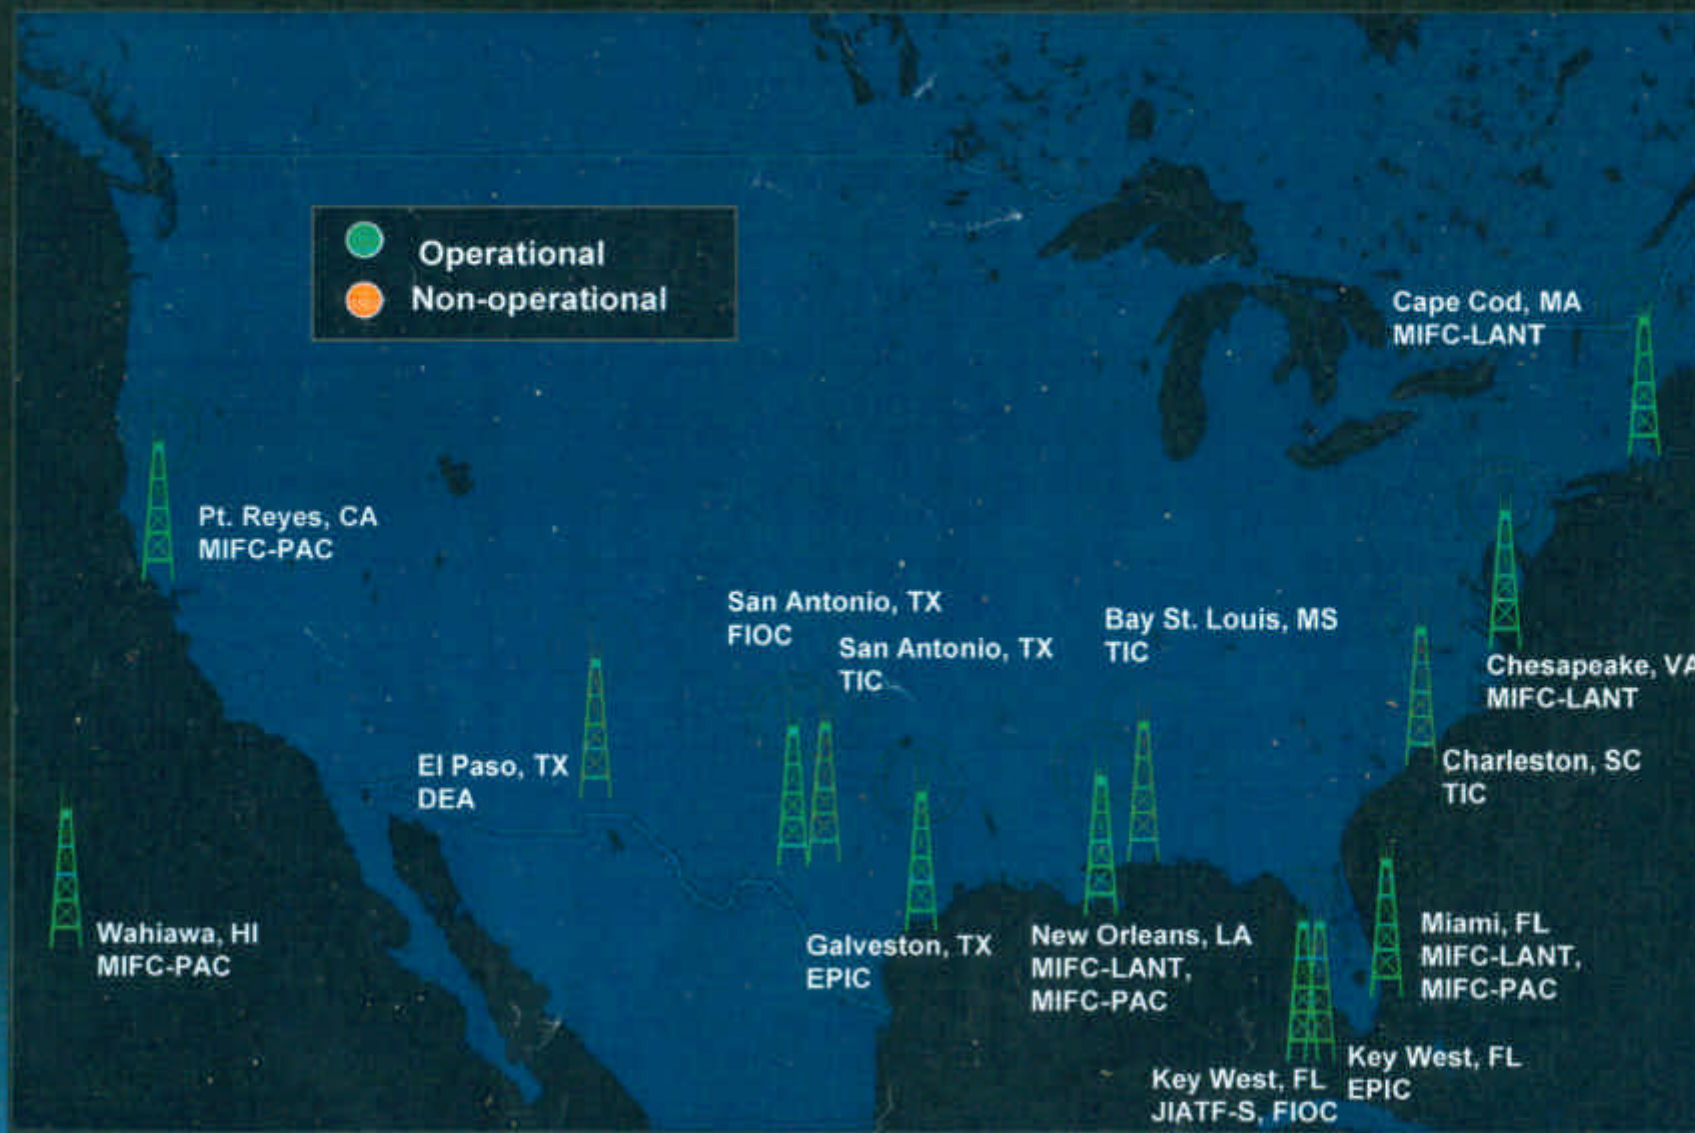 Operational
Non-operational
Cape Cod, MA
MIFC-LANT
Pt. Reyes, CA
MIFC-PAC
San Antonio, TX
FIOC
San Antonio, TX
TIC
Bay St. Louis, MS
TIC
Chesapeake, VA
MIFC-LANT
El Paso, TX
DEA
Charleston, SC
TIC
Wahiawa, HI
MIFC-PAC
Galveston, TX
EPIC
New Orleans, LA
MIFC-LANT,
MIFC-PAC
Miami, FL
MIFC-LANT,
MIFC-PAC
Key West, FL
EPIC
Key West, FL
JIATF-S, FIOC